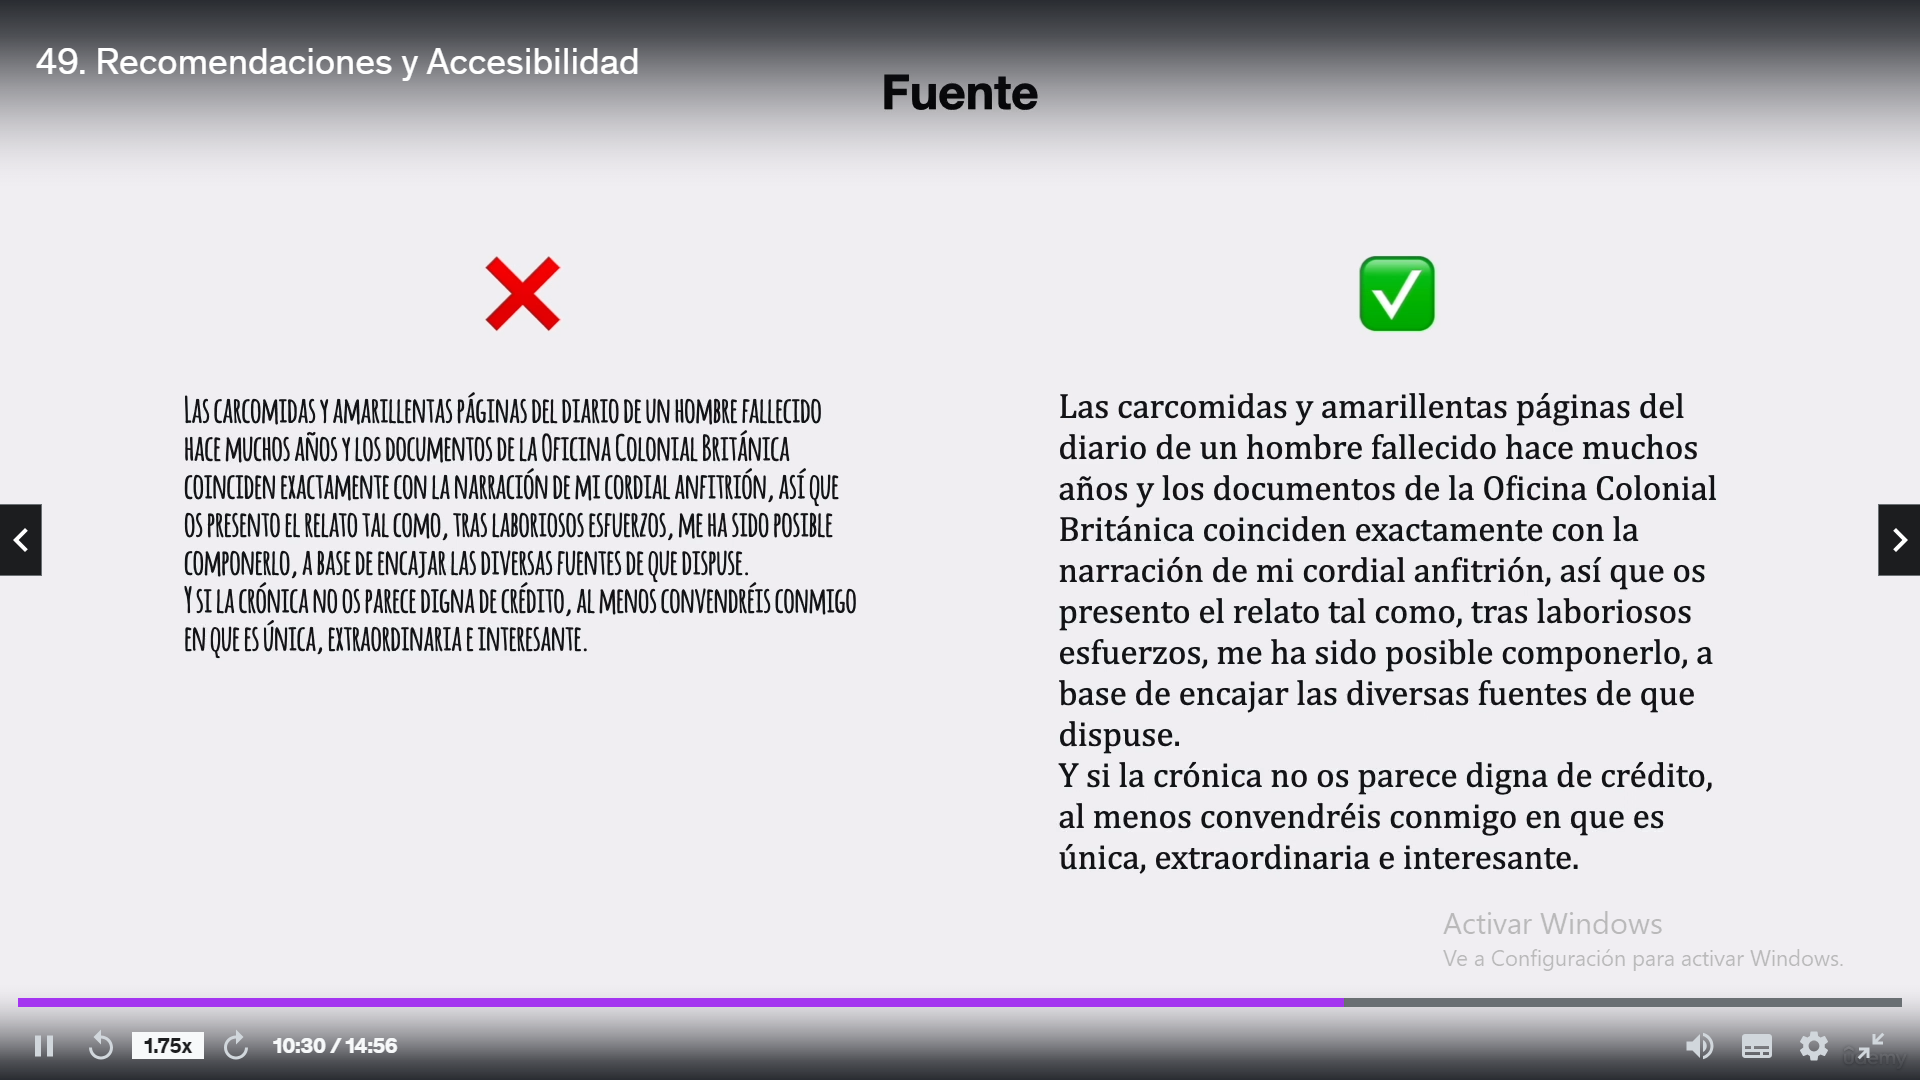 49. Recomendaciones y Accesibilidad
Fuente
Las carcomidas y amarillentas páginas del diario de un hombre fallecido
hace muchos años y los documentos de la Oficina Colonial Británica
coinciden exactamente con la narración de mi cordial anfitrión, así que
os presento el relato tal como, tras laboriosos esfuerzos, me ha sido posible
componerlo, a base de encajar las diversas fuentes de que dispuse.
Y si la crónica no os parece digna de crédito, al menos convendréis conmigo
en que es única, extraordinaria e interesante.
Las carcomidas y amarillentas páginas del
diario de un hombre fallecido hace muchos
años y los documentos de la Oficina Colonial
Británica coinciden exactamente con la
narración de mi cordial anfitrión, así que os
presento el relato tal como, tras laboriosos
esfuerzos, me ha sido posible componerlo, a
base de encajar las diversas fuentes de que
dispuse.
Y si la crónica no os parece digna de crédito,
al menos convendréis conmigo en que es
única, extraordinaria e interesante.
Activar Windows
Ve a Configuración para activar Windows.
1.75x
10:30 / 14:56
ûdemy